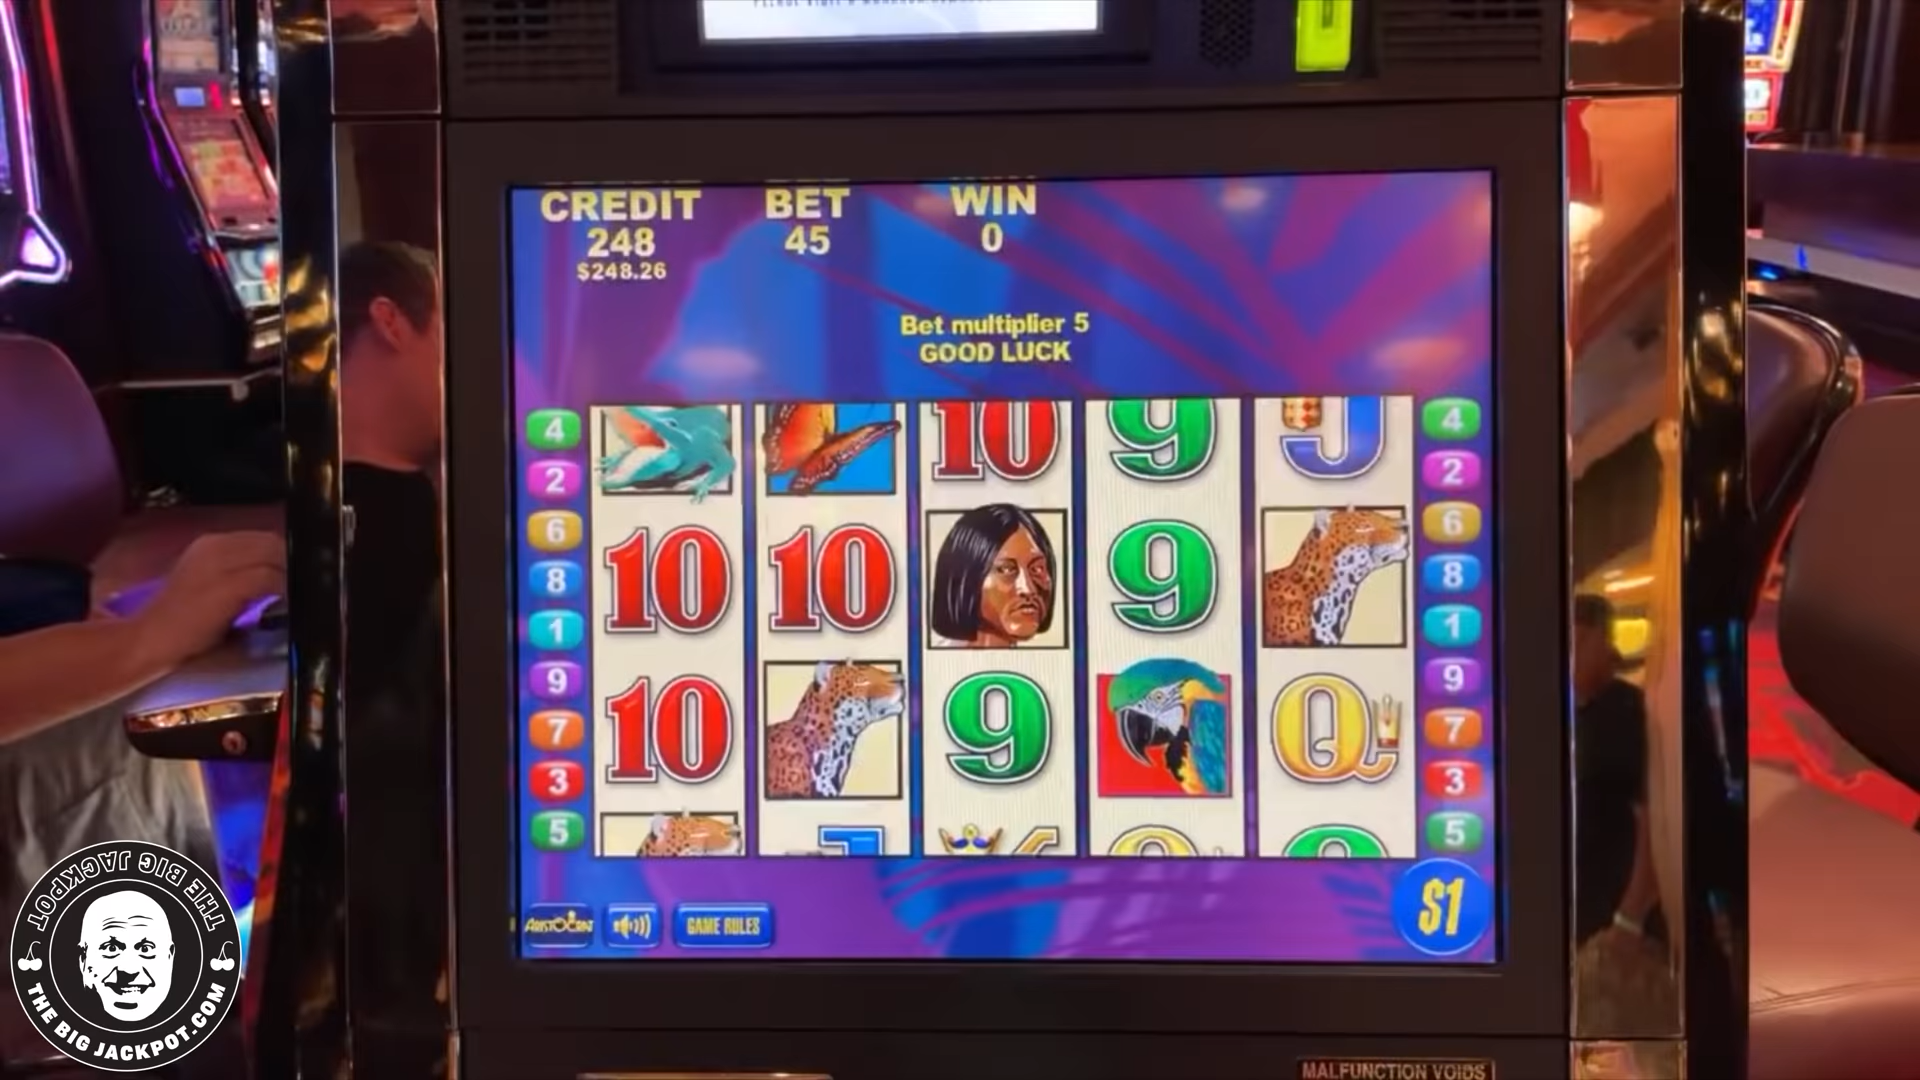 CREDIT BET WIN
248 45 0
$248.26
Bet multiplier 5
GOOD LUCK
4 10 9 J 4
2 2
6 6
8 10 10 9 8
1 1
9 9
7 10 9 Q 7
3 3
5 5
$1
ARISTOCRAT GAME RULES
MALFUNCTION VOIDS
THE BIG JACKPOT
THE BIG JACKPOT.COM